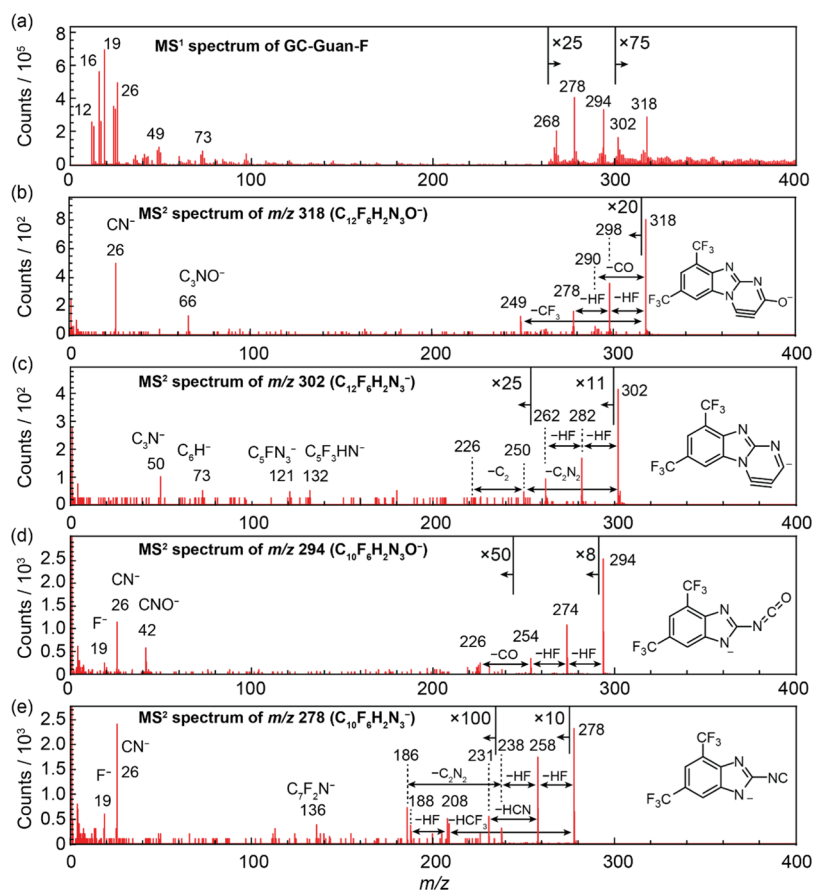 (a)
MS¹ spectrum of GC-Guan-F
×25
×75
Counts / 10⁵
8
6
4
2
0
12
16
19
26
49
73
268
278
294
302
318
0
100
200
300
400
(b)
MS² spectrum of m/z 318 (C₁₂F₆H₂N₃O⁻)
×20
Counts / 10²
8
6
4
2
0
CN⁻
26
C₃NO⁻
66
249
278
290
298
318
−CO
−CF₃
−HF
−HF
CF₃
F₃C
N
N
N
O⁻
0
200
300
400
(c)
MS² spectrum of m/z 302 (C₁₂F₆H₂N₃⁻)
×25
×11
Counts / 10²
4
3
2
1
0
C₃N⁻
50
C₆H⁻
73
C₅FN₃⁻
121
C₅F₃HN⁻
132
226
250
262
282
302
−C₂
−C₂N₂
−HF
−HF
CF₃
F₃C
N
N
N
−
0
100
200
300
400
(d)
MS² spectrum of m/z 294 (C₁₀F₆H₂N₃O⁻)
×50
×8
Counts / 10³
2.5
2.0
1.5
1.0
0.5
0.0
F⁻
19
CN⁻
26
CNO⁻
42
226
254
274
294
−CO
−HF
−HF
CF₃
F₃C
N
N
−
N
C
O
0
200
300
400
(e)
MS² spectrum of m/z 278 (C₁₀F₆H₂N₃⁻)
×100
×10
Counts / 10³
2.5
2.0
1.5
1.0
0.5
0.0
F⁻
19
CN⁻
26
C₇F₂N⁻
136
186
188
208
231
238
258
278
−C₂N₂
−HF
−HF
−HCN
−HF
−HCF₃
CF₃
F₃C
N
N
−
NC
0
200
300
400
m/z